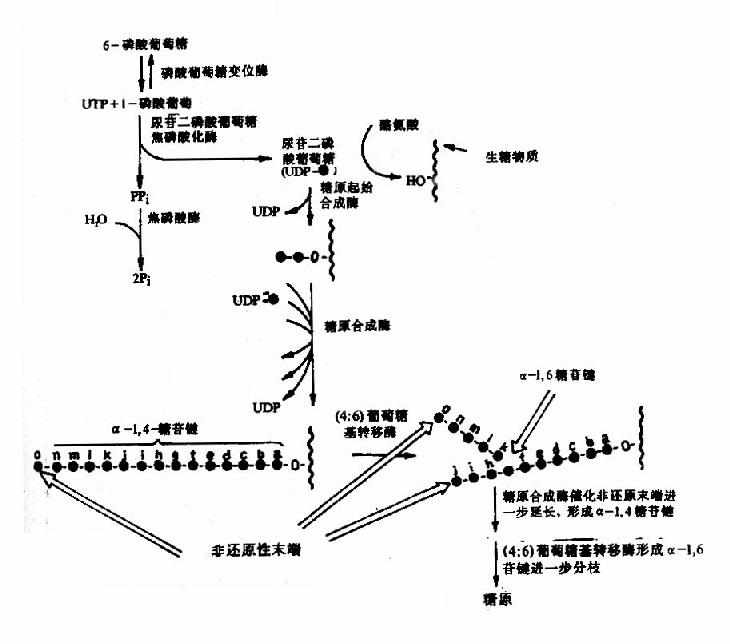 6-磷酸葡萄糖
磷酸葡萄糖变位酶
UTP+1-磷酸葡萄
尿苷二磷酸葡萄糖
焦磷酸化酶
PPi
H2O
焦磷酸酶
2Pi
尿苷二磷
酸葡萄糖
(UDP-● )
酪氨酸
HO
生糖物质
UDP
糖原起始
合成酶
O
UDP
糖原合成酶
UDP
α-1,4-糖苷键
o n m l k j i h g f e d c b a
O
(4:6)葡萄糖
基转移酶
α-1,6糖苷键
o n m l k
j i h g f e d c b a
O
非还原性末端
糖原合成酶催化非还原末端进
一步延长、形成α-1,4糖苷键
(4:6)葡萄糖基转移酶形成α-1,6
苷键进一步分枝
糖原